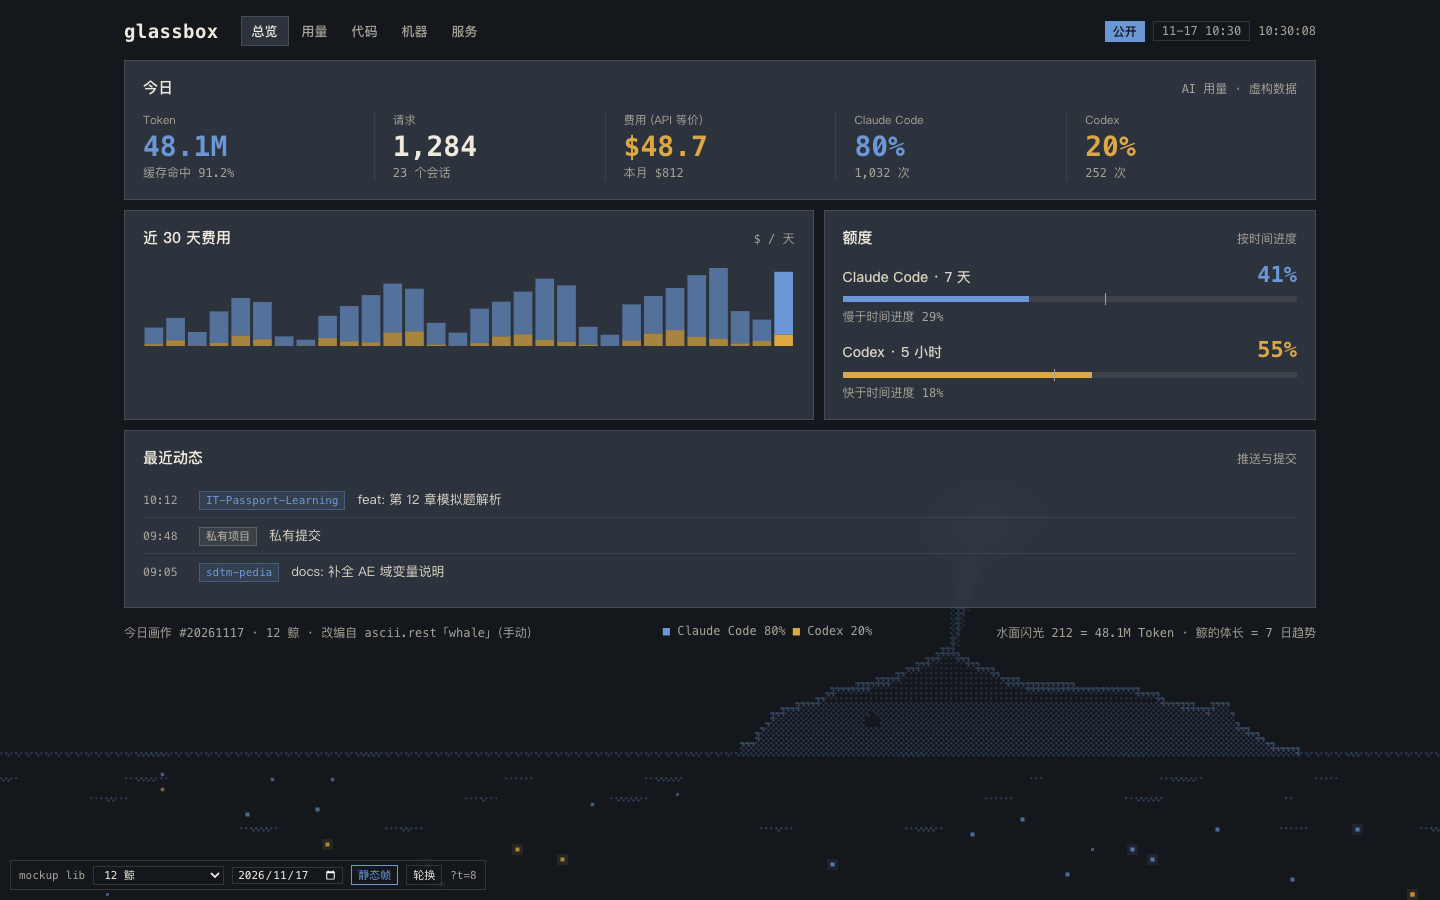 glassbox 总览 用量 代码 机器 服务 公开 11-17 10:30 10:30:08
今日 AI 用量 · 虚构数据
Token 请求 费用 (API 等价) Claude Code Codex
48.1M 1,284 $48.7 80% 20%
缓存命中 91.2% 23 个会话 本月 $812 1,032 次 252 次
近 30 天费用 $ / 天
额度 按时间进度
Claude Code · 7 天 41%
慢于时间进度 29%
Codex · 5 小时 55%
快于时间进度 18%
最近动态 推送与提交
10:12 IT-Passport-Learning feat: 第 12 章模拟题解析
09:48 私有项目 私有提交
09:05 sdtm-pedia docs: 补全 AE 域变量说明
今日画作 #20261117 · 12 鲸 · 改编自 ascii.rest「whale」(手动) Claude Code 80% Codex 20% 水面闪光 212 = 48.1M Token · 鲸的体长 = 7 日趋势
mockup lib 12 鲸 2026/11/17 静态帧 轮换 ?t=8